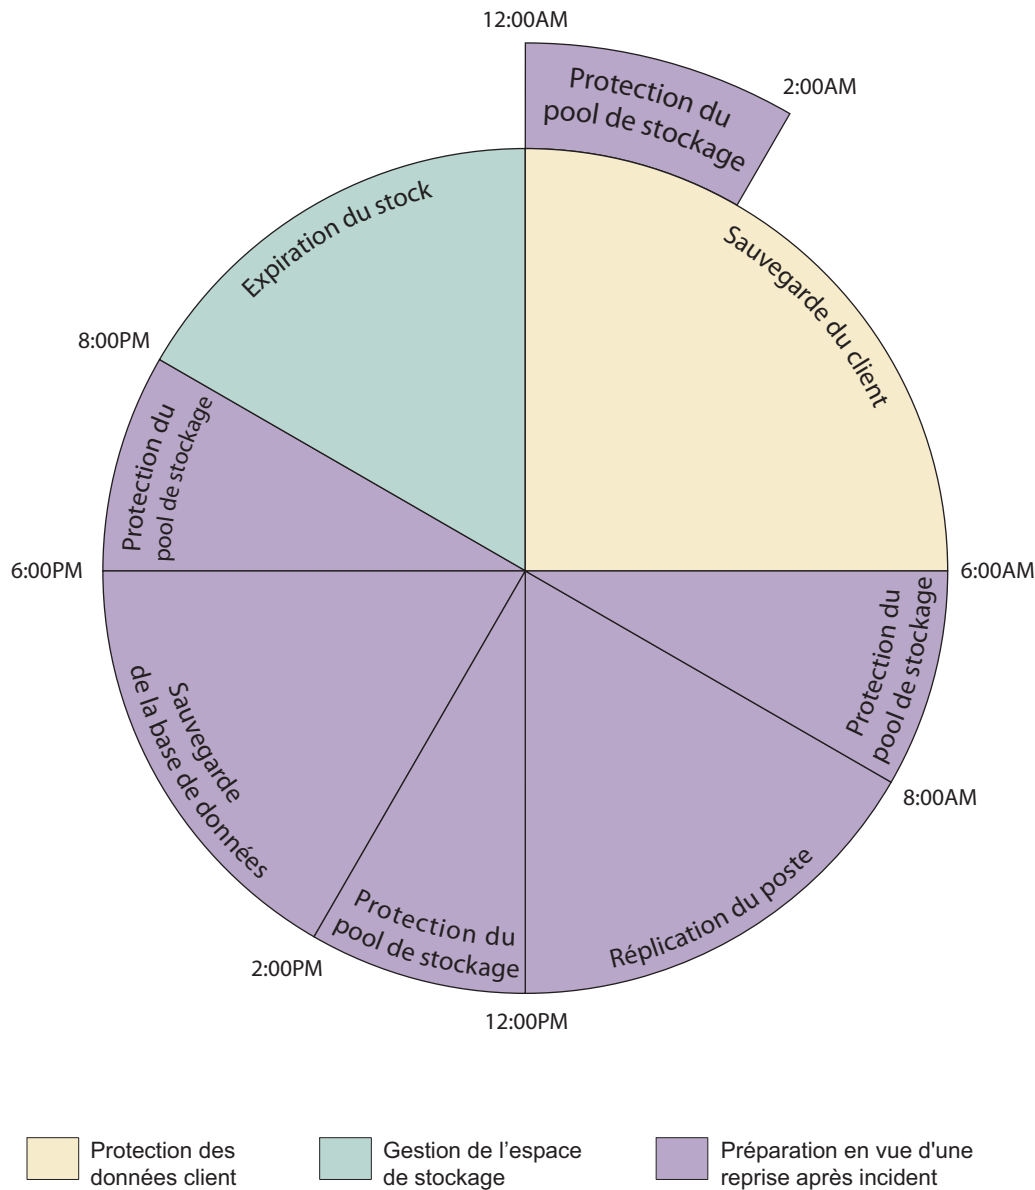 12:00AM
Protection du
pool de stockage
2:00AM
Sauvegarde du client
6:00AM
Protection du
pool de stockage
8:00AM
Réplication du poste
12:00PM
Protection du
pool de stockage
2:00PM
Sauvegarde
de la base de données
6:00PM
Protection du
pool de stockage
8:00PM
Expiration du stock
Protection des
données client
Gestion de l’espace
de stockage
Préparation en vue d'une
reprise après incident